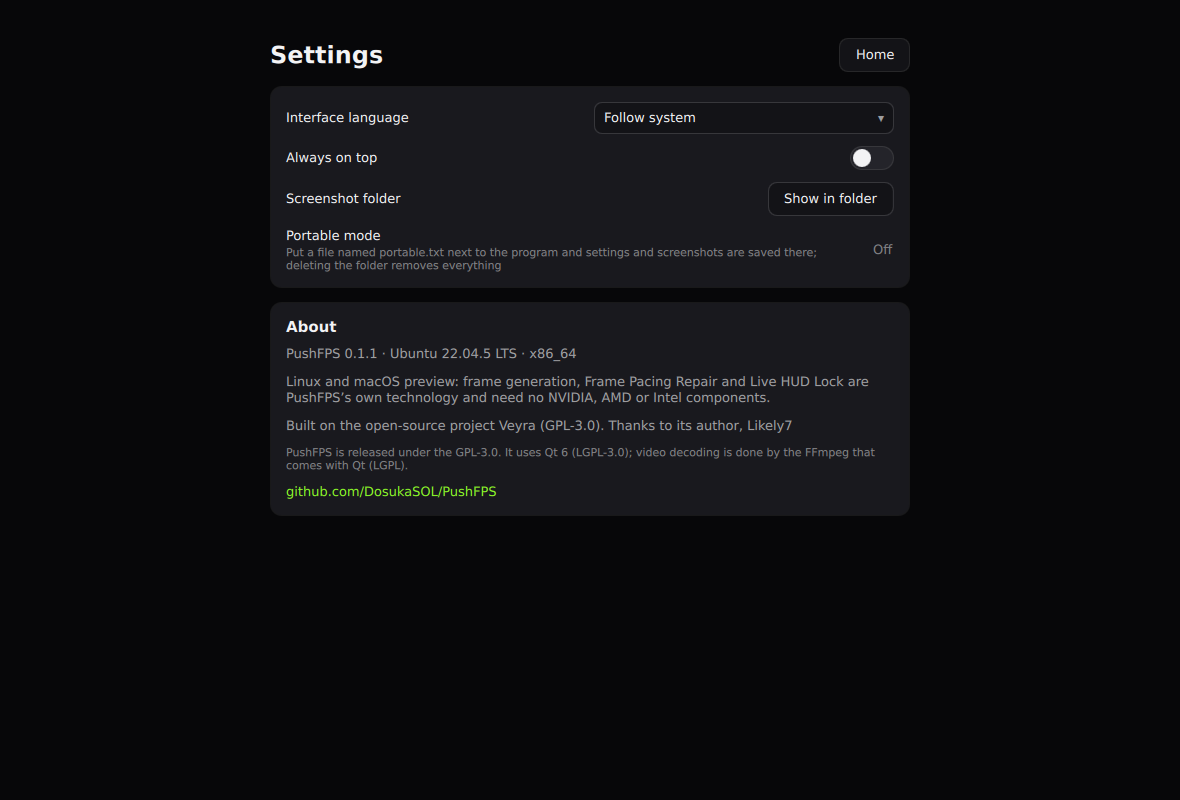 Settings
Home
Interface language
Follow system
Always on top
Screenshot folder
Show in folder
Portable mode
Put a file named portable.txt next to the program and settings and screenshots are saved there;
deleting the folder removes everything
Off
About
PushFPS 0.1.1 · Ubuntu 22.04.5 LTS · x86_64
Linux and macOS preview: frame generation, Frame Pacing Repair and Live HUD Lock are
PushFPS’s own technology and need no NVIDIA, AMD or Intel components.
Built on the open-source project Veyra (GPL-3.0). Thanks to its author, Likely7
PushFPS is released under the GPL-3.0. It uses Qt 6 (LGPL-3.0); video decoding is done by the FFmpeg that
comes with Qt (LGPL).
github.com/DosukaSOL/PushFPS